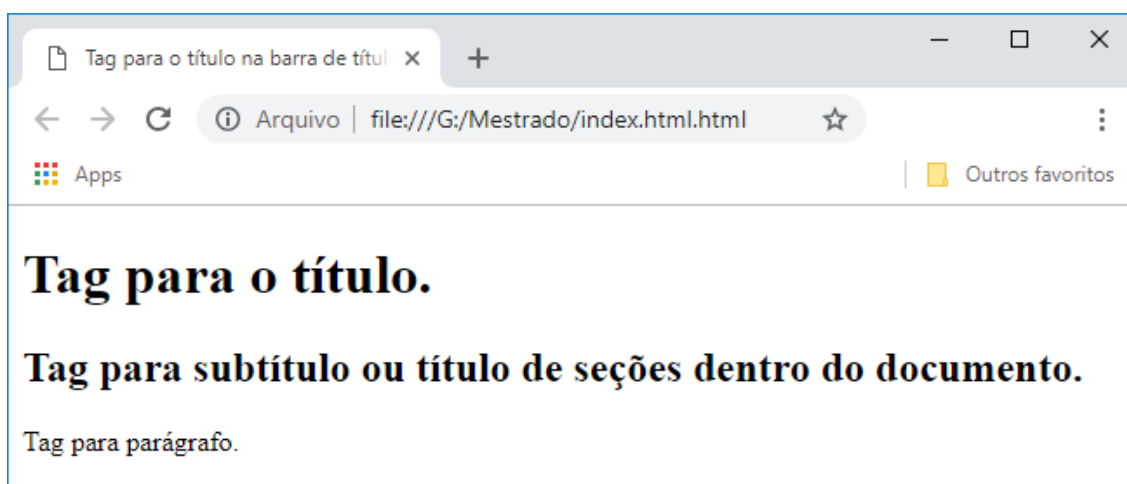 Tag para o título na barra de títul
Arquivo | file:///G:/Mestrado/index.html.html
Apps
Outros favoritos
Tag para o título.
Tag para subtítulo ou título de seções dentro do documento.
Tag para parágrafo.